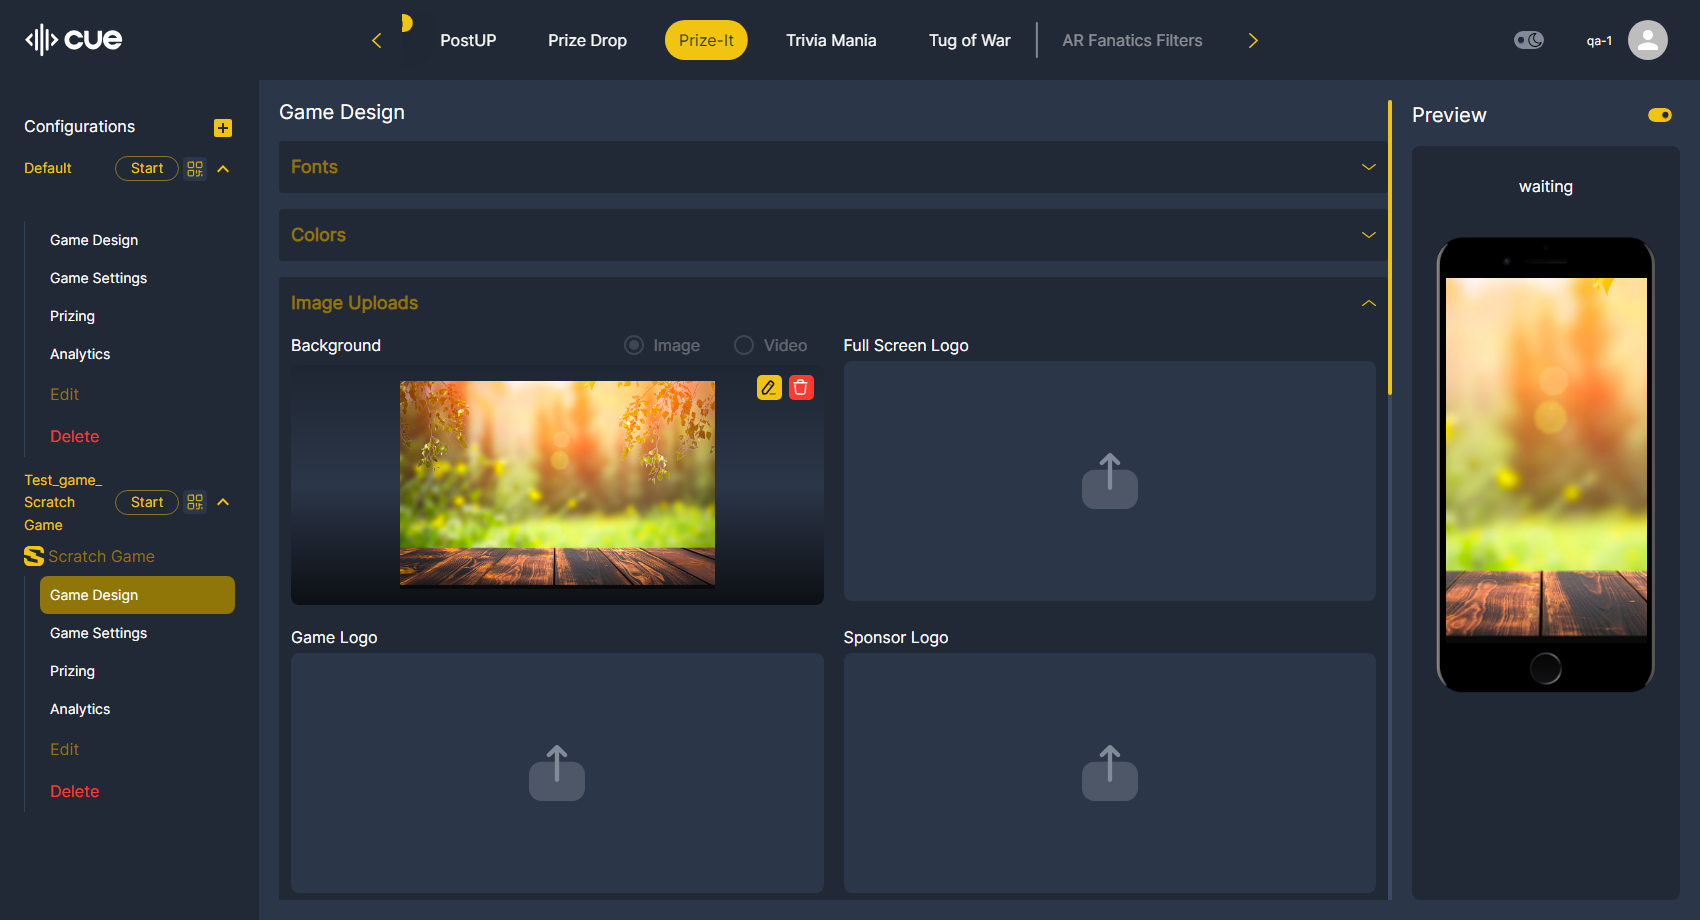 cue
PostUP
Prize Drop
Prize-It
Trivia Mania
Tug of War
AR Fanatics Filters
qa-1
Configurations
Default
Start
Game Design
Game Settings
Prizing
Analytics
Edit
Delete
Test_game_
Scratch
Game
Start
Scratch Game
Game Design
Game Settings
Prizing
Analytics
Edit
Delete
Game Design
Fonts
Colors
Image Uploads
Background
Image
Video
Full Screen Logo
Game Logo
Sponsor Logo
Preview
waiting